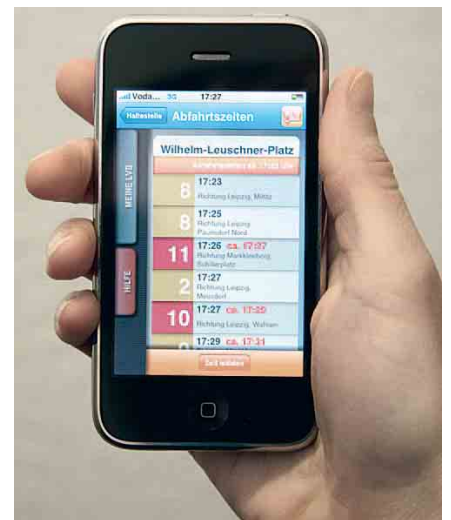 Voda... 3G 17:27
Haltestelle Abfahrtszeiten
MEINE LVB
HILFE
Wilhelm-Leuschner-Platz
8 17:23
Richtung Leipzig, Miltitz
8 17:25
Richtung Leipzig
Paunsdorf Nord
11 17:26 ca. 17:27
Richtung Markkleeberg,
Schillerplatz
2 17:27
Richtung Leipzig,
Meusdorf
10 17:27 ca. 17:29
Richtung Leipzig, Wahren
17:29 ca. 17:31